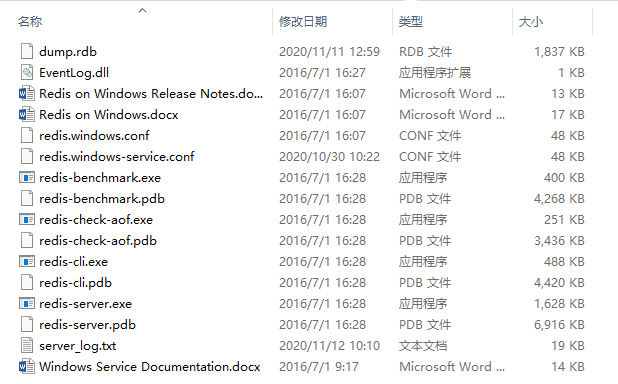 名称 修改日期 类型 大小
dump.rdb 2020/11/11 12:59 RDB 文件 1,837 KB
EventLog.dll 2016/7/1 16:27 应用程序扩展 1 KB
Redis on Windows Release Notes.do... 2016/7/1 16:07 Microsoft Word ... 13 KB
Redis on Windows.docx 2016/7/1 16:07 Microsoft Word ... 17 KB
redis.windows.conf 2016/7/1 16:07 CONF 文件 48 KB
redis.windows-service.conf 2020/10/30 10:22 CONF 文件 48 KB
redis-benchmark.exe 2016/7/1 16:28 应用程序 400 KB
redis-benchmark.pdb 2016/7/1 16:28 PDB 文件 4,268 KB
redis-check-aof.exe 2016/7/1 16:28 应用程序 251 KB
redis-check-aof.pdb 2016/7/1 16:28 PDB 文件 3,436 KB
redis-cli.exe 2016/7/1 16:28 应用程序 488 KB
redis-cli.pdb 2016/7/1 16:28 PDB 文件 4,420 KB
redis-server.exe 2016/7/1 16:28 应用程序 1,628 KB
redis-server.pdb 2016/7/1 16:28 PDB 文件 6,916 KB
server_log.txt 2020/11/12 10:10 文本文档 19 KB
Windows Service Documentation.docx 2016/7/1 9:17 Microsoft Word ... 14 KB